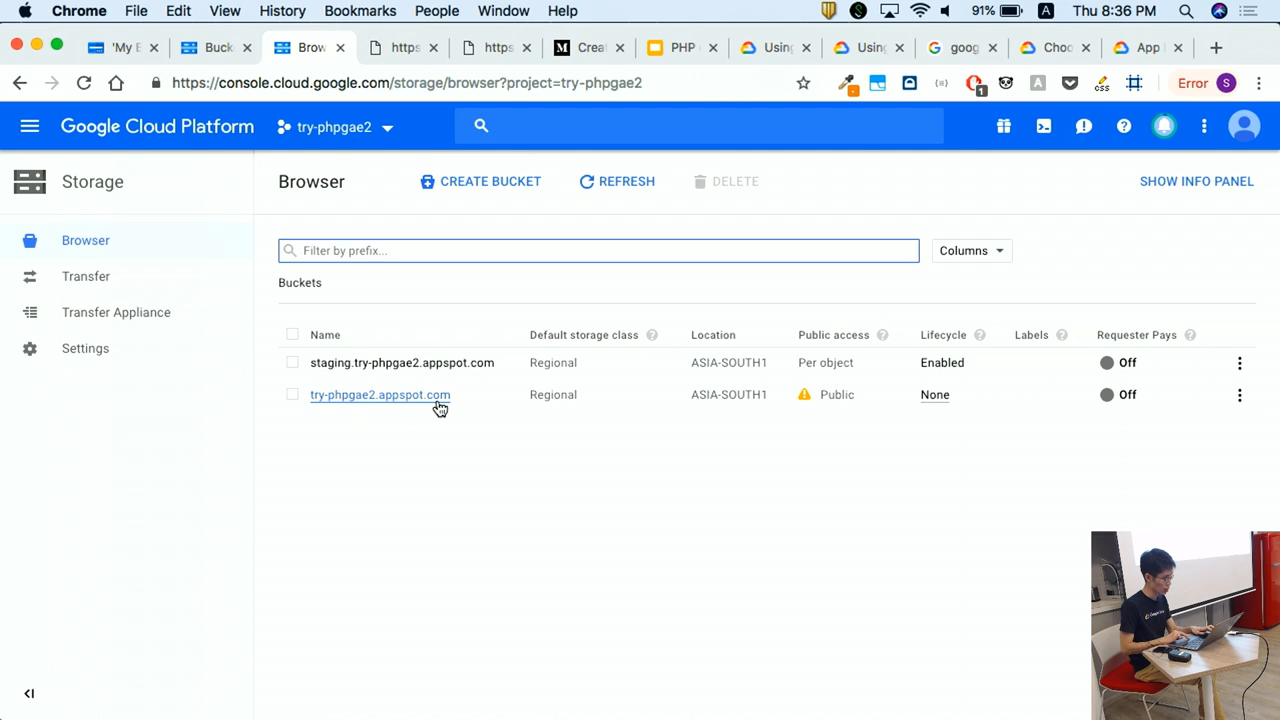 Chrome File Edit View History Bookmarks People Window Help 91% A Thu 8:36 PM
'My E Buck Brow https https Crea PHP Using Using goog Choo App
https://console.cloud.google.com/storage/browser?project=try-phpgae2 1 A css Error S
Google Cloud Platform try-phpgae2
Storage Browser CREATE BUCKET REFRESH DELETE SHOW INFO PANEL
Browser
Transfer
Transfer Appliance
Settings
Filter by prefix... Columns
Buckets
Name Default storage class Location Public access Lifecycle Labels Requester Pays
staging.try-phpgae2.appspot.com Regional ASIA-SOUTH1 Per object Enabled Off
try-phpgae2.appspot.com Regional ASIA-SOUTH1 Public None Off